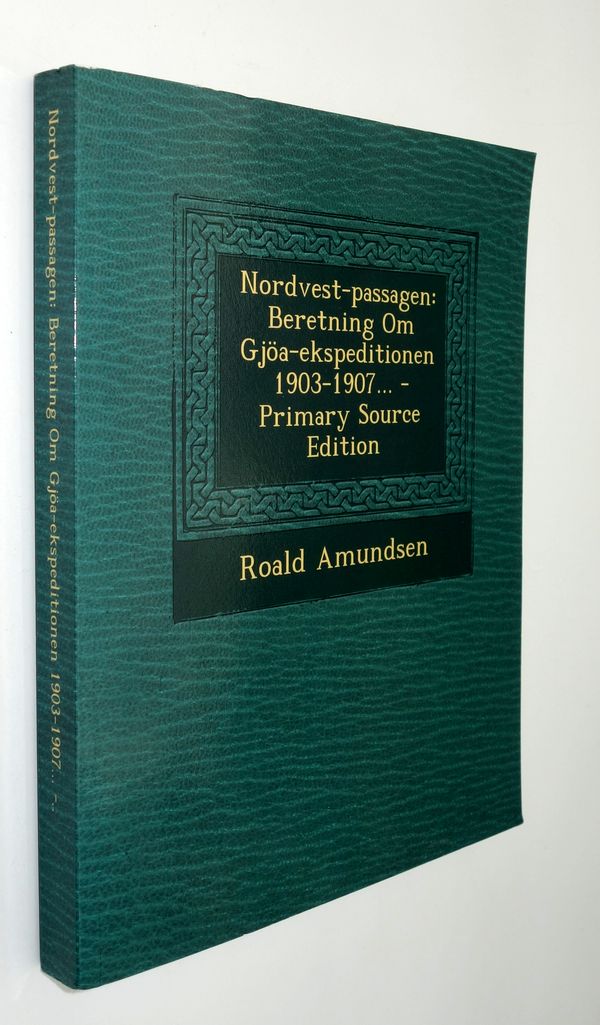 Nordvest-passagen: Beretning Om Gjöa-ekspeditionen 1903-1907... -.
Nordvest-passagen:
Beretning Om
Gjöa-ekspeditionen
1903-1907... -
Primary Source
Edition
Roald Amundsen